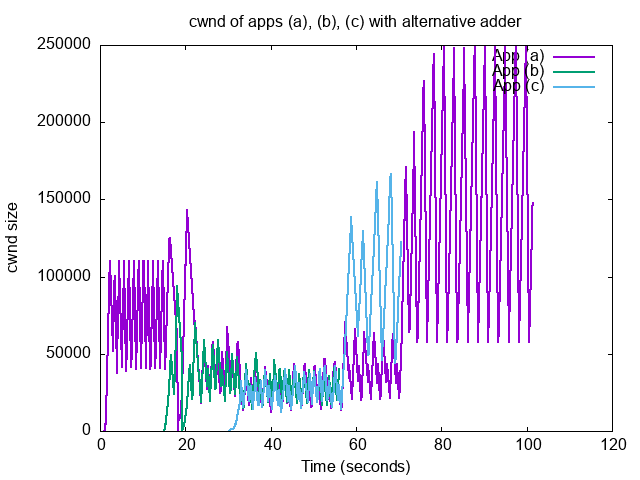 cwnd of apps (a), (b), (c) with alternative adder
250000
App (a)
App (b)
App (c)
200000
150000
cwnd size
100000
50000
0
0 20 40 60 80 100 120
Time (seconds)